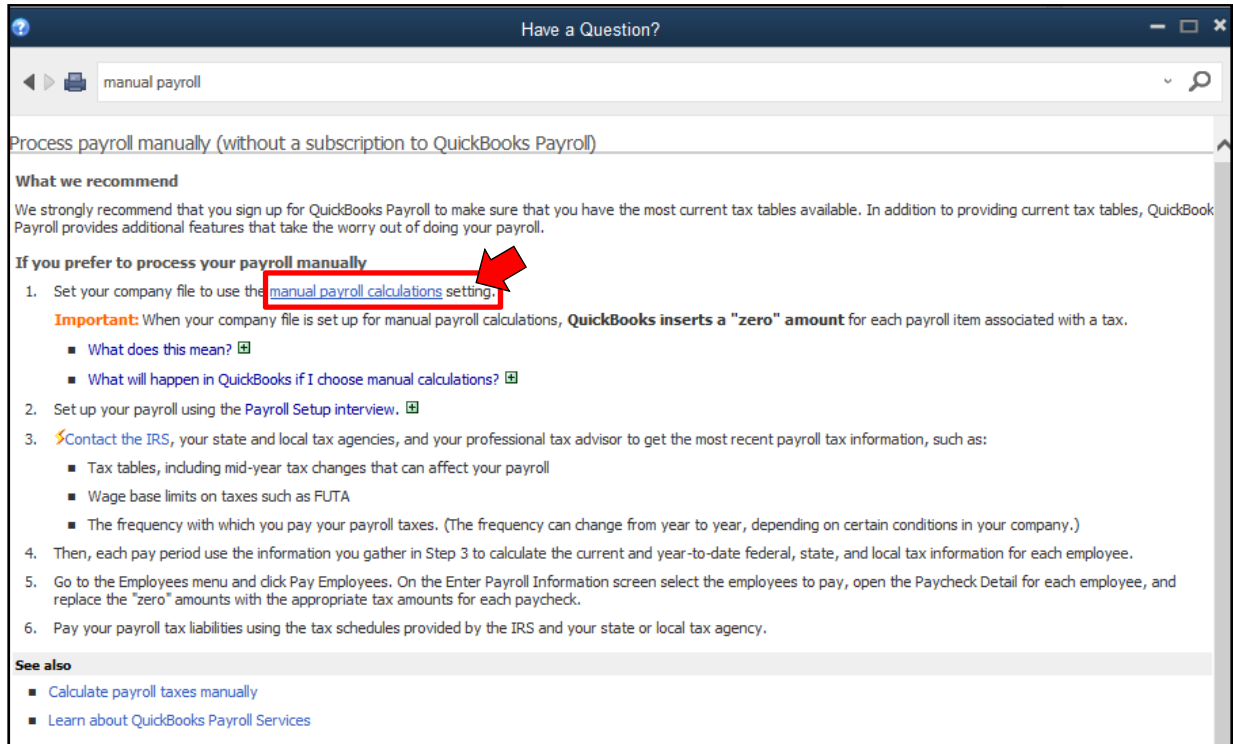 Have a Question?
manual payroll
Process payroll manually (without a subscription to QuickBooks Payroll)
What we recommend
We strongly recommend that you sign up for QuickBooks Payroll to make sure that you have the most current tax tables available. In addition to providing current tax tables, QuickBook
Payroll provides additional features that take the worry out of doing your payroll.
If you prefer to process your payroll manually
1. Set your company file to use the manual payroll calculations setting.
Important: When your company file is set up for manual payroll calculations, QuickBooks inserts a "zero" amount for each payroll item associated with a tax.
■ What does this mean?
■ What will happen in QuickBooks if I choose manual calculations?
2. Set up your payroll using the Payroll Setup interview.
3. Contact the IRS, your state and local tax agencies, and your professional tax advisor to get the most recent payroll tax information, such as:
■ Tax tables, including mid-year tax changes that can affect your payroll
■ Wage base limits on taxes such as FUTA
■ The frequency with which you pay your payroll taxes. (The frequency can change from year to year, depending on certain conditions in your company.)
4. Then, each pay period use the information you gather in Step 3 to calculate the current and year-to-date federal, state, and local tax information for each employee.
5. Go to the Employees menu and click Pay Employees. On the Enter Payroll Information screen select the employees to pay, open the Paycheck Detail for each employee, and
replace the "zero" amounts with the appropriate tax amounts for each paycheck.
6. Pay your payroll tax liabilities using the tax schedules provided by the IRS and your state or local tax agency.
See also
■ Calculate payroll taxes manually
■ Learn about QuickBooks Payroll Services